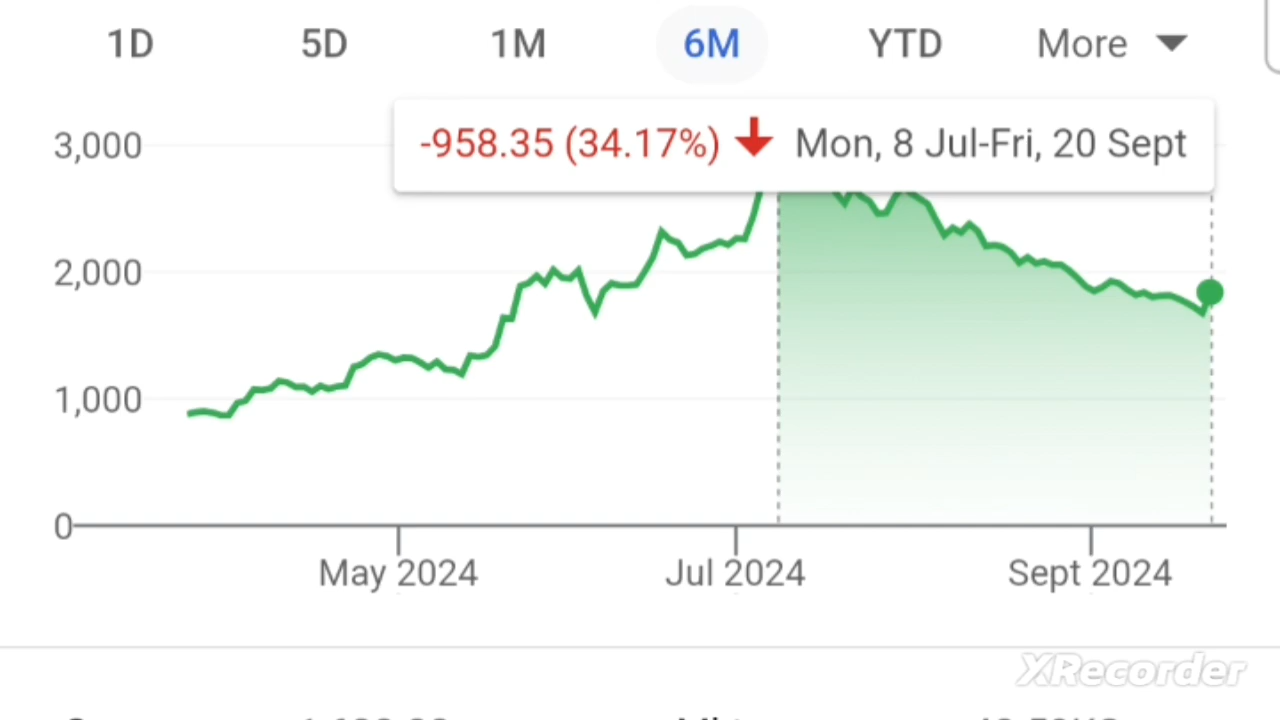 1D 5D 1M 6M YTD More
-958.35 (34.17%) Mon, 8 Jul-Fri, 20 Sept
3,000
2,000
1,000
0
May 2024 Jul 2024 Sept 2024
XRecorder